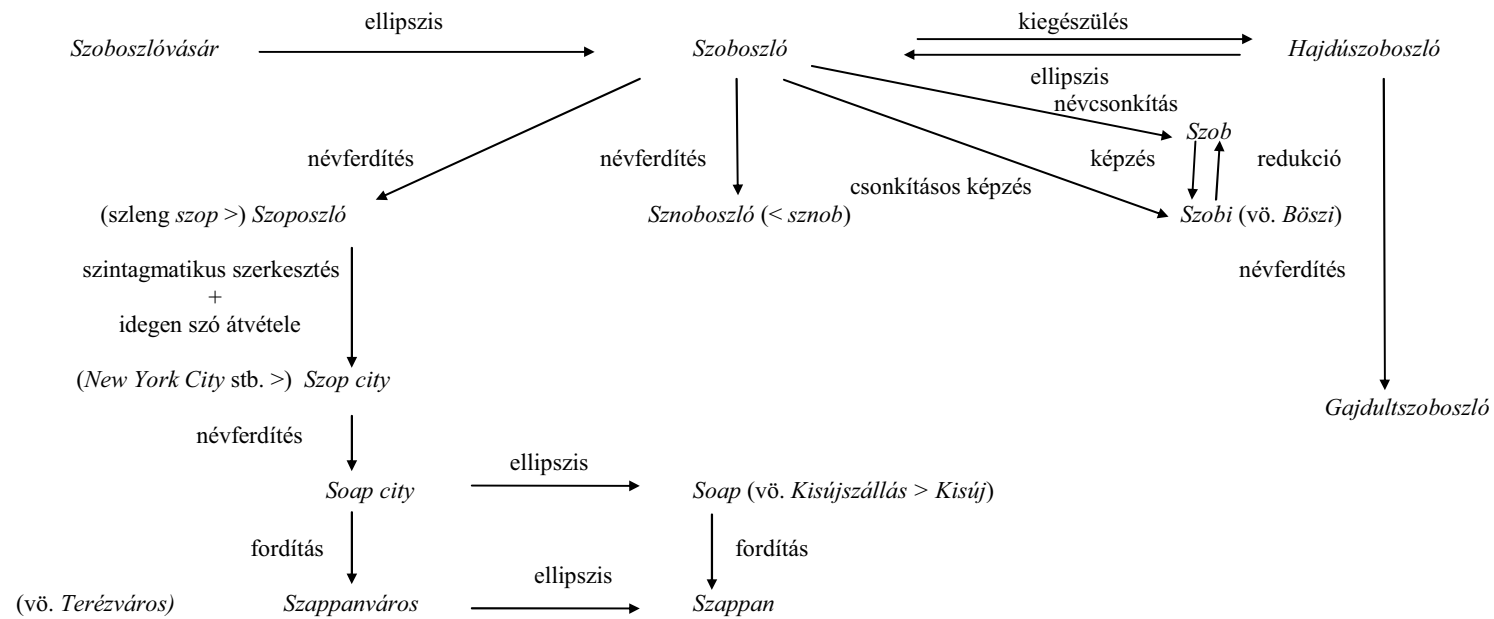 ellipszis
kiegészülés
Szoboszlóvásár
Szoboszló
Hajdúszoboszló
ellipszis
névcsonkítás
Szob
névferdítés
névferdítés
képzés
redukció
csonkításos képzés
(szleng szop >) Szoposzló
Sznoboszló (< sznob)
Szobi (vö. Böszi)
szintagmatikus szerkesztés
+
idegen szó átvétele
névferdítés
(New York City stb. >) Szop city
Gajdultszoboszló
névferdítés
ellipszis
Soap city
Soap (vö. Kisújszállás > Kisúj)
fordítás
fordítás
ellipszis
(vö. Terézváros)
Szappanváros
Szappan